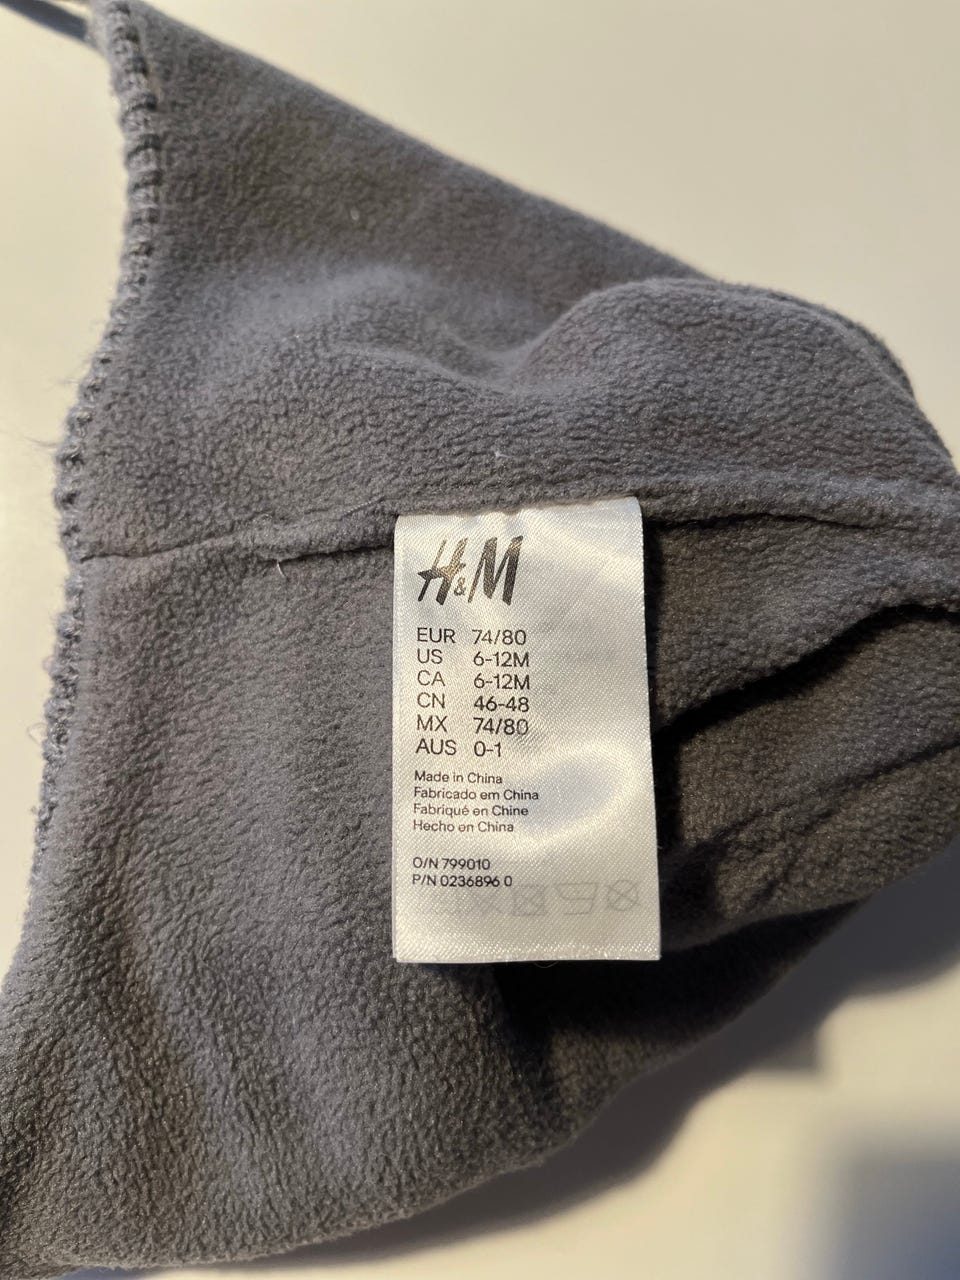 H&M
EUR 74/80
US 6-12M
CA 6-12M
CN 46-48
MX 74/80
AUS 0-1
Made in China
Fabricado em China
Fabriqué en Chine
Hecho en China
O/N 799010
P/N 0236896 0